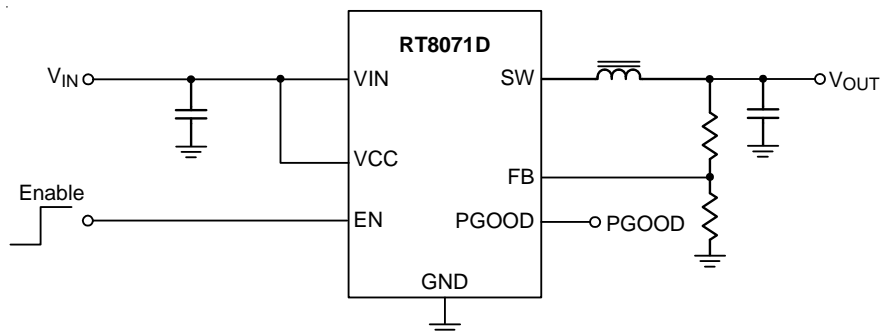 RT8071D
VIN
VIN
SW
VOUT
VCC
FB
Enable
EN
PGOOD
PGOOD
GND